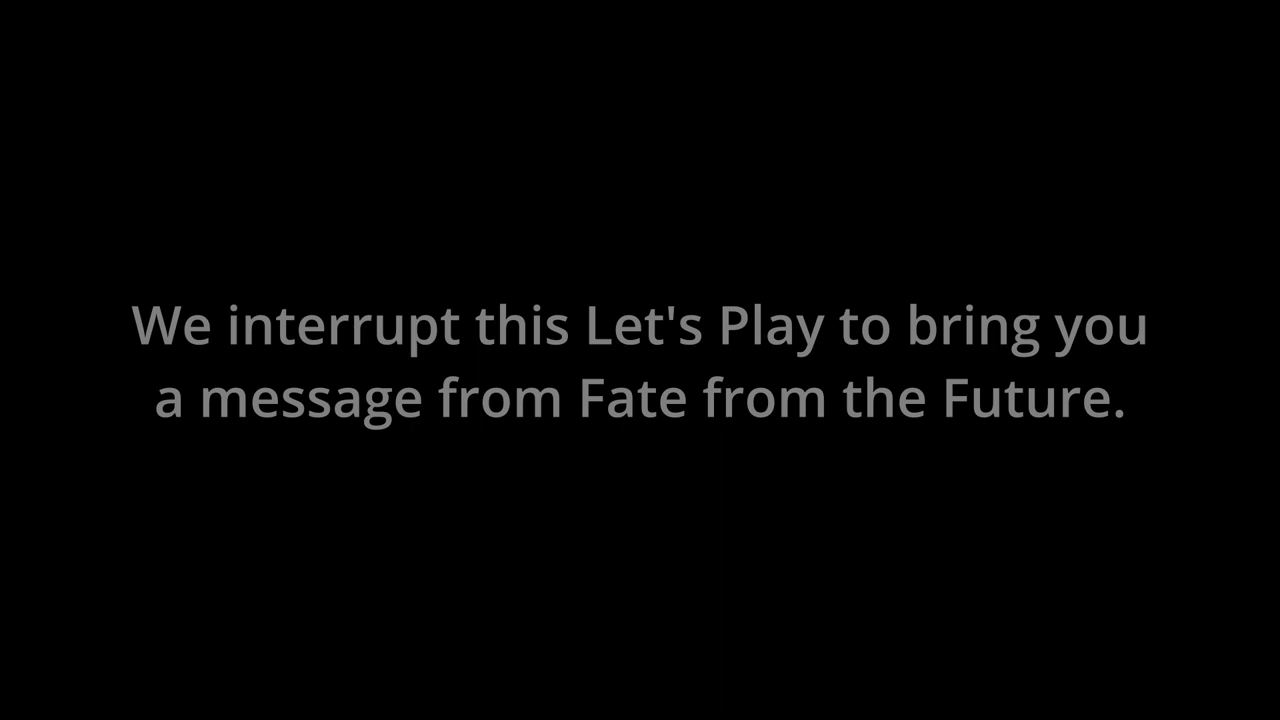 We interrupt this Let's Play to bring you
a message from Fate from the Future.